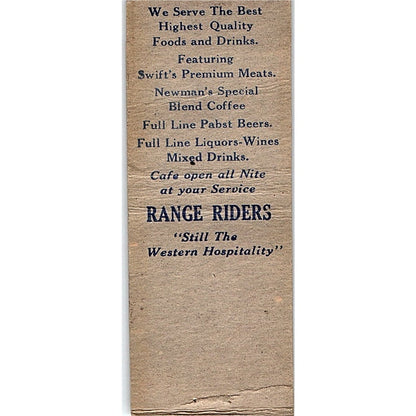 We Serve The Best
Highest Quality
Foods and Drinks.
Featuring
Swift's Premium Meats.
Newman's Special
Blend Coffee
Full Line Pabst Beers.
Full Line Liquors-Wines
Mixed Drinks.
Cafe open all Nite
at your Service
RANGE RIDERS
"Still The
Western Hospitality"